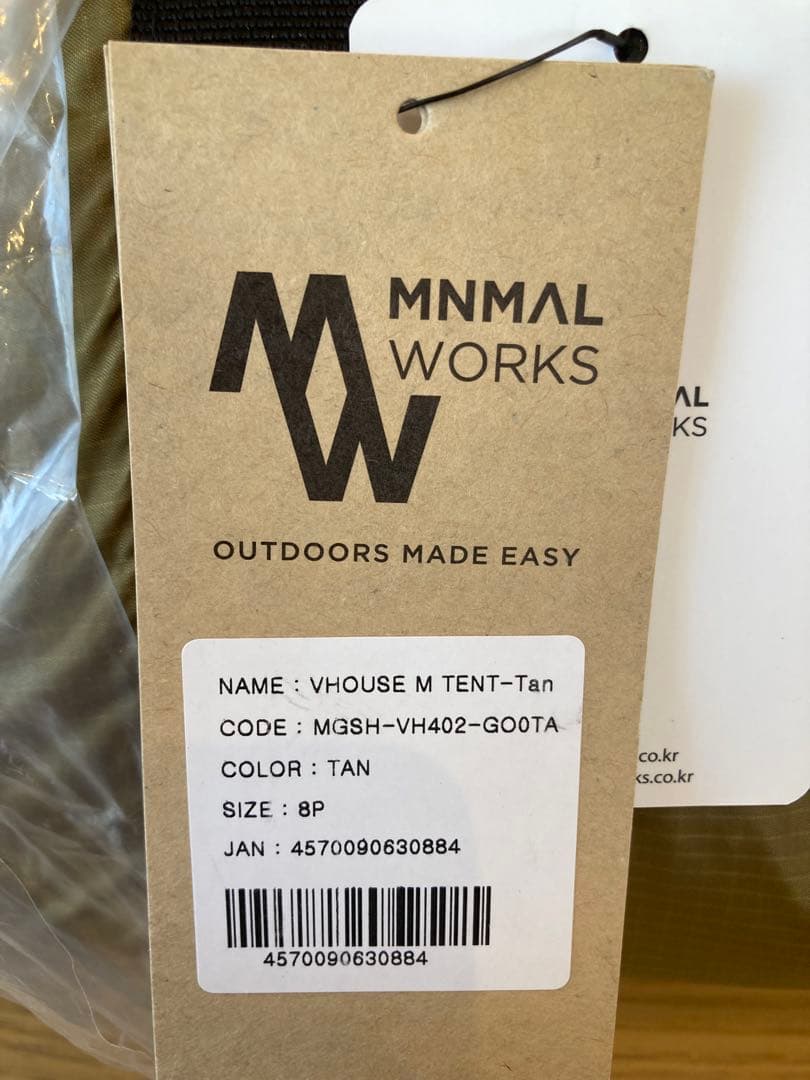 MNMAL
WORKS
MW
OUTDOORS MADE EASY
NAME : VHOUSE M TENT-Tan
CODE : MGSH-VH402-GO0TA
COLOR : TAN
SIZE : 8P
JAN : 4570090630884
4570090630884
AL
KS
co.kr
ks.co.kr